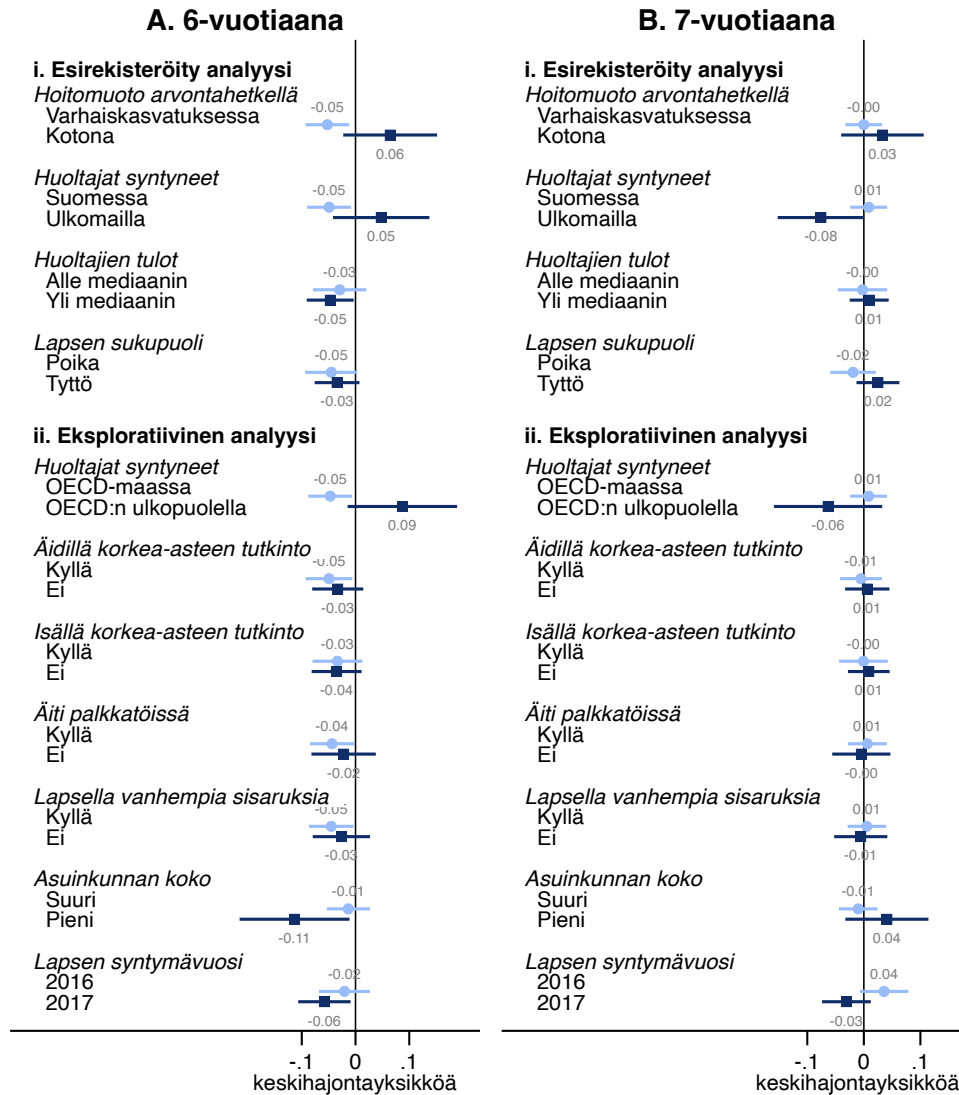 A. 6-vuotiaana
i. Esirekisteröity analyysi
Hoitomuoto arvontahetkellä
-0.05
Varhaiskasvatuksessa
Kotona
0.06
Huoltajat syntyneet
-0.05
Suomessa
Ulkomailla
0.05
Huoltajien tulot
-0.03
Alle mediaanin
Yli mediaanin
-0.05
Lapsen sukupuoli
-0.05
Poika
Tyttö
-0.03
ii. Eksploratiivinen analyysi
Huoltajat syntyneet
-0.05
OECD-maassa
OECD:n ulkopuolella
0.09
Äidillä korkea-asteen tutkinto
-0.05
Kyllä
Ei
-0.03
Isällä korkea-asteen tutkinto
-0.03
Kyllä
Ei
-0.04
Äiti palkkatöissä
-0.04
Kyllä
Ei
-0.02
Lapsella vanhempia sisaruksia
-0.05
Kyllä
Ei
-0.03
Asuinkunnan koko
-0.01
Suuri
Pieni
-0.11
Lapsen syntymävuosi
-0.02
2016
2017
-0.06
-.1 0 .1
keskihajontayksikköä
B. 7-vuotiaana
i. Esirekisteröity analyysi
Hoitomuoto arvontahetkellä
-0.00
Varhaiskasvatuksessa
Kotona
0.03
Huoltajat syntyneet
0.01
Suomessa
Ulkomailla
-0.08
Huoltajien tulot
-0.00
Alle mediaanin
Yli mediaanin
0.01
Lapsen sukupuoli
-0.02
Poika
Tyttö
0.02
ii. Eksploratiivinen analyysi
Huoltajat syntyneet
0.01
OECD-maassa
OECD:n ulkopuolella
-0.06
Äidillä korkea-asteen tutkinto
-0.01
Kyllä
Ei
0.01
Isällä korkea-asteen tutkinto
-0.00
Kyllä
Ei
0.01
Äiti palkkatöissä
0.01
Kyllä
Ei
-0.00
Lapsella vanhempia sisaruksia
0.01
Kyllä
Ei
-0.01
Asuinkunnan koko
-0.01
Suuri
Pieni
0.04
Lapsen syntymävuosi
0.04
2016
2017
-0.03
-.1 0 .1
keskihajontayksikköä